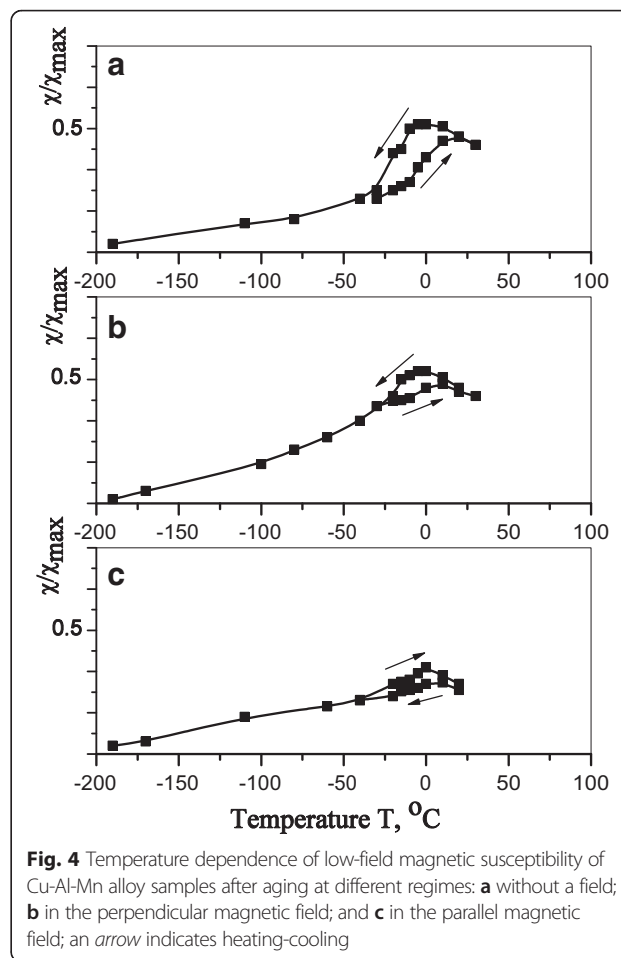 a
χ/χmax
0.5
-200 -150 -100 -50 0 50 100
b
χ/χmax
0.5
-200 -150 -100 -50 0 50 100
c
χ/χmax
0.5
-200 -150 -100 -50 0 50 100
Temperature T, °C
Fig. 4 Temperature dependence of low-field magnetic susceptibility of
Cu-Al-Mn alloy samples after aging at different regimes: a without a field;
b in the perpendicular magnetic field; and c in the parallel magnetic
field; an arrow indicates heating-cooling